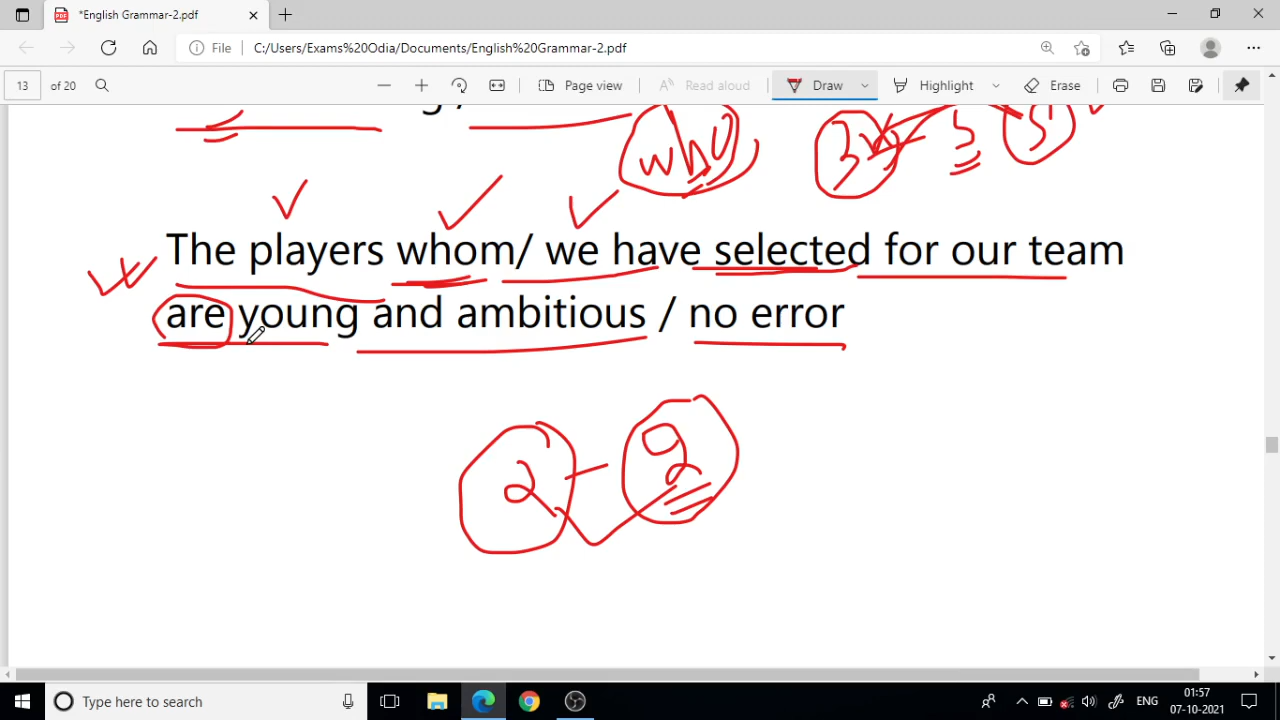 *English Grammar-2.pdf
File C:/Users/Exams%20Odia/Documents/English%20Grammar-2.pdf
13 of 20 Page view Read aloud Draw Highlight Erase
who
The players whom/ we have selected for our team
are young and ambitious / no error
2 - 2
Type here to search
ENG
01:57
07-10-2021